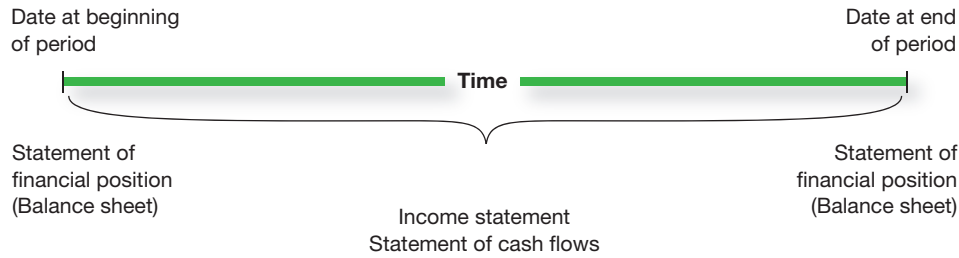 Date at beginning
of period
Date at end
of period
Time
Statement of
financial position
(Balance sheet)
Statement of
financial position
(Balance sheet)
Income statement
Statement of cash flows